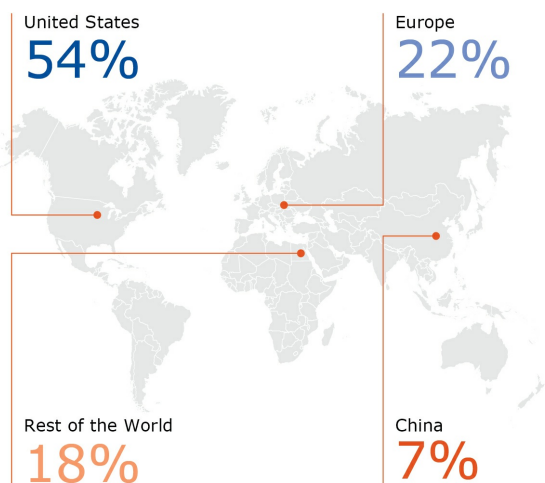 United States
54%
Europe
22%
Rest of the World
18%
China
7%